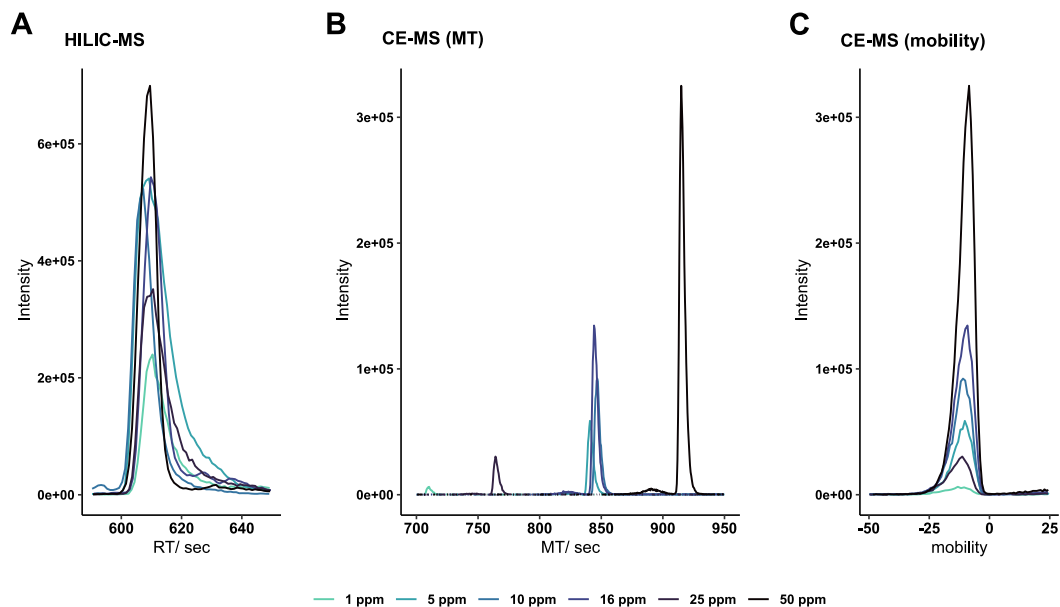 A
HILIC-MS
6e+05
4e+05
2e+05
0e+00
Intensity
600
620
640
RT/ sec
B
CE-MS (MT)
3e+05
2e+05
1e+05
0e+00
Intensity
700
750
800
850
900
950
MT/ sec
C
CE-MS (mobility)
3e+05
2e+05
1e+05
0e+00
Intensity
-50
-25
0
25
mobility
1 ppm
5 ppm
10 ppm
16 ppm
25 ppm
50 ppm